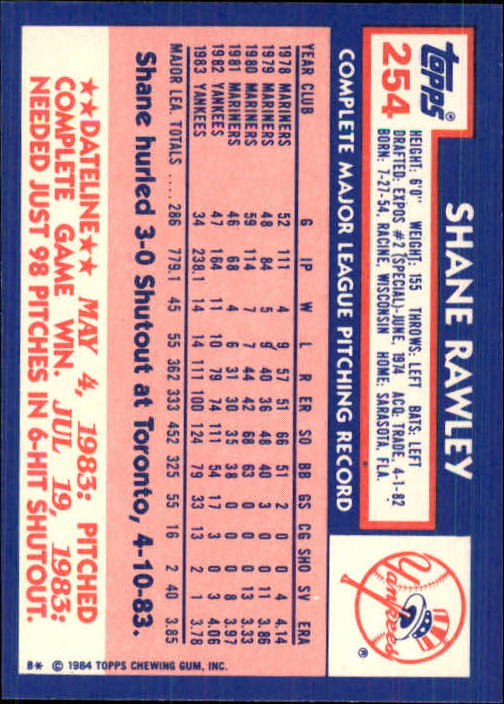 topps®
254
SHANE RAWLEY
HEIGHT: 6'0" WEIGHT: 155 THROWS: LEFT BATS: LEFT
DRAFTED: EXPOS #2 (SPECIAL)-JUNE, 1974 ACQ: TRADE, 4-1-82
BORN: 7-27-54, RACINE, WISCONSIN HOME: SARASOTA, FLA.
Yankees ®
COMPLETE MAJOR LEAGUE PITCHING RECORD
YEAR CLUB G IP W L R ER SO BB GS CG SHO SV ERA
1978 MARINERS 52 111 4 9 57 51 66 51 2 0 0 4 4.14
1979 MARINERS 48 84 5 9 40 36 48 40 3 0 0 11 3.86
1980 MARINERS 59 114 7 7 44 42 68 63 0 0 0 13 3.33
1981 MARINERS 46 68 4 6 31 30 35 38 0 0 0 8 3.97
1982 YANKEES 47 164 11 10 79 74 111 54 17 3 0 3 4.06
1983 YANKEES 34 238.1 14 14 111 100 124 79 33 13 2 1 3.78
MAJOR LEA. TOTALS ..... 286 779.1 45 55 362 333 452 325 55 16 2 40 3.85
Shane hurled 3-0 Shutout at Toronto, 4-10-83.
★★DATELINE★★ MAY 4, 1983: PITCHED
COMPLETE GAME WIN. JUL 19, 1983:
NEEDED JUST 98 PITCHES IN 6-HIT SHUTOUT.
B* © 1984 TOPPS CHEWING GUM, INC.